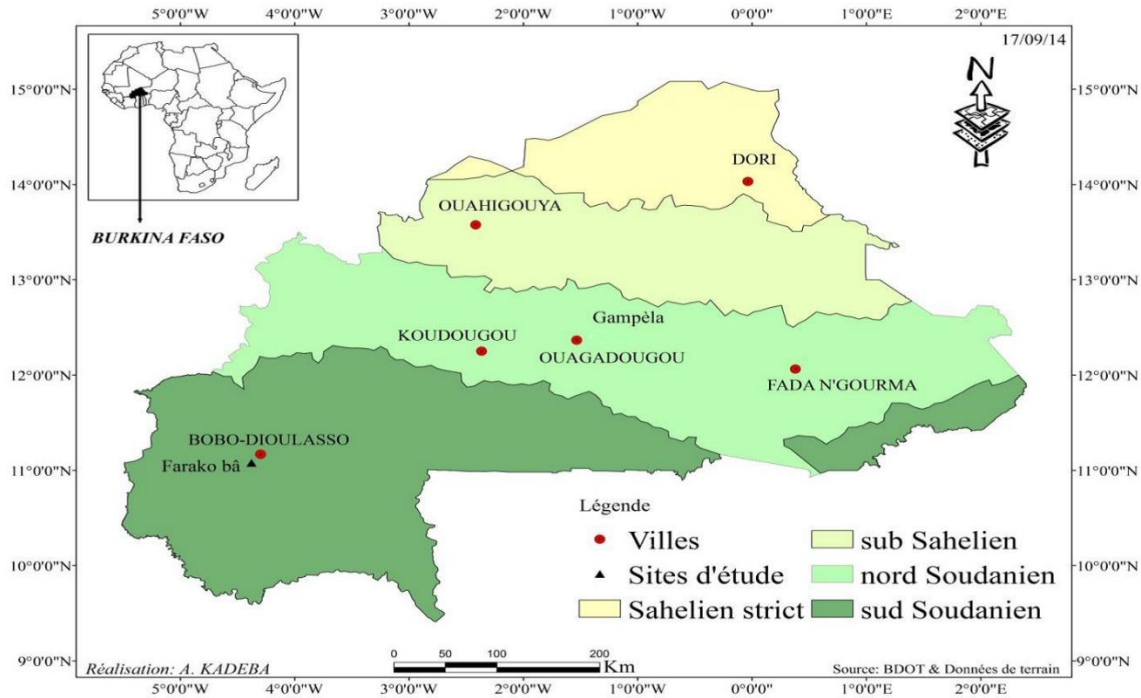 5°0'0"W 4°0'0"W 3°0'0"W 2°0'0"W 1°0'0"W 0°0'0" 1°0'0"E 2°0'0"E
17/09/14
N
15°0'0"N 15°0'0"N
DORI
14°0'0"N 14°0'0"N
OUAHIGOUYA
BURKINA FASO
13°0'0"N 13°0'0"N
Gampèla
KOUDOUGOU
OUAGADOUGOU
12°0'0"N 12°0'0"N
FADA N'GOURMA
BOBO-DIOULASSO
Farako bâ
11°0'0"N 11°0'0"N
Légende
Villes
Sites d'étude
Sahelien strict
sub Sahelien
nord Soudanien
sud Soudanien
10°0'0"N 10°0'0"N
0 50 100 200
Km
9°0'0"N 9°0'0"N
Réalisation: A. KADEBA
Source: BDOT & Données de terrain
5°0'0"W 4°0'0"W 3°0'0"W 2°0'0"W 1°0'0"W 0°0'0" 1°0'0"E 2°0'0"E